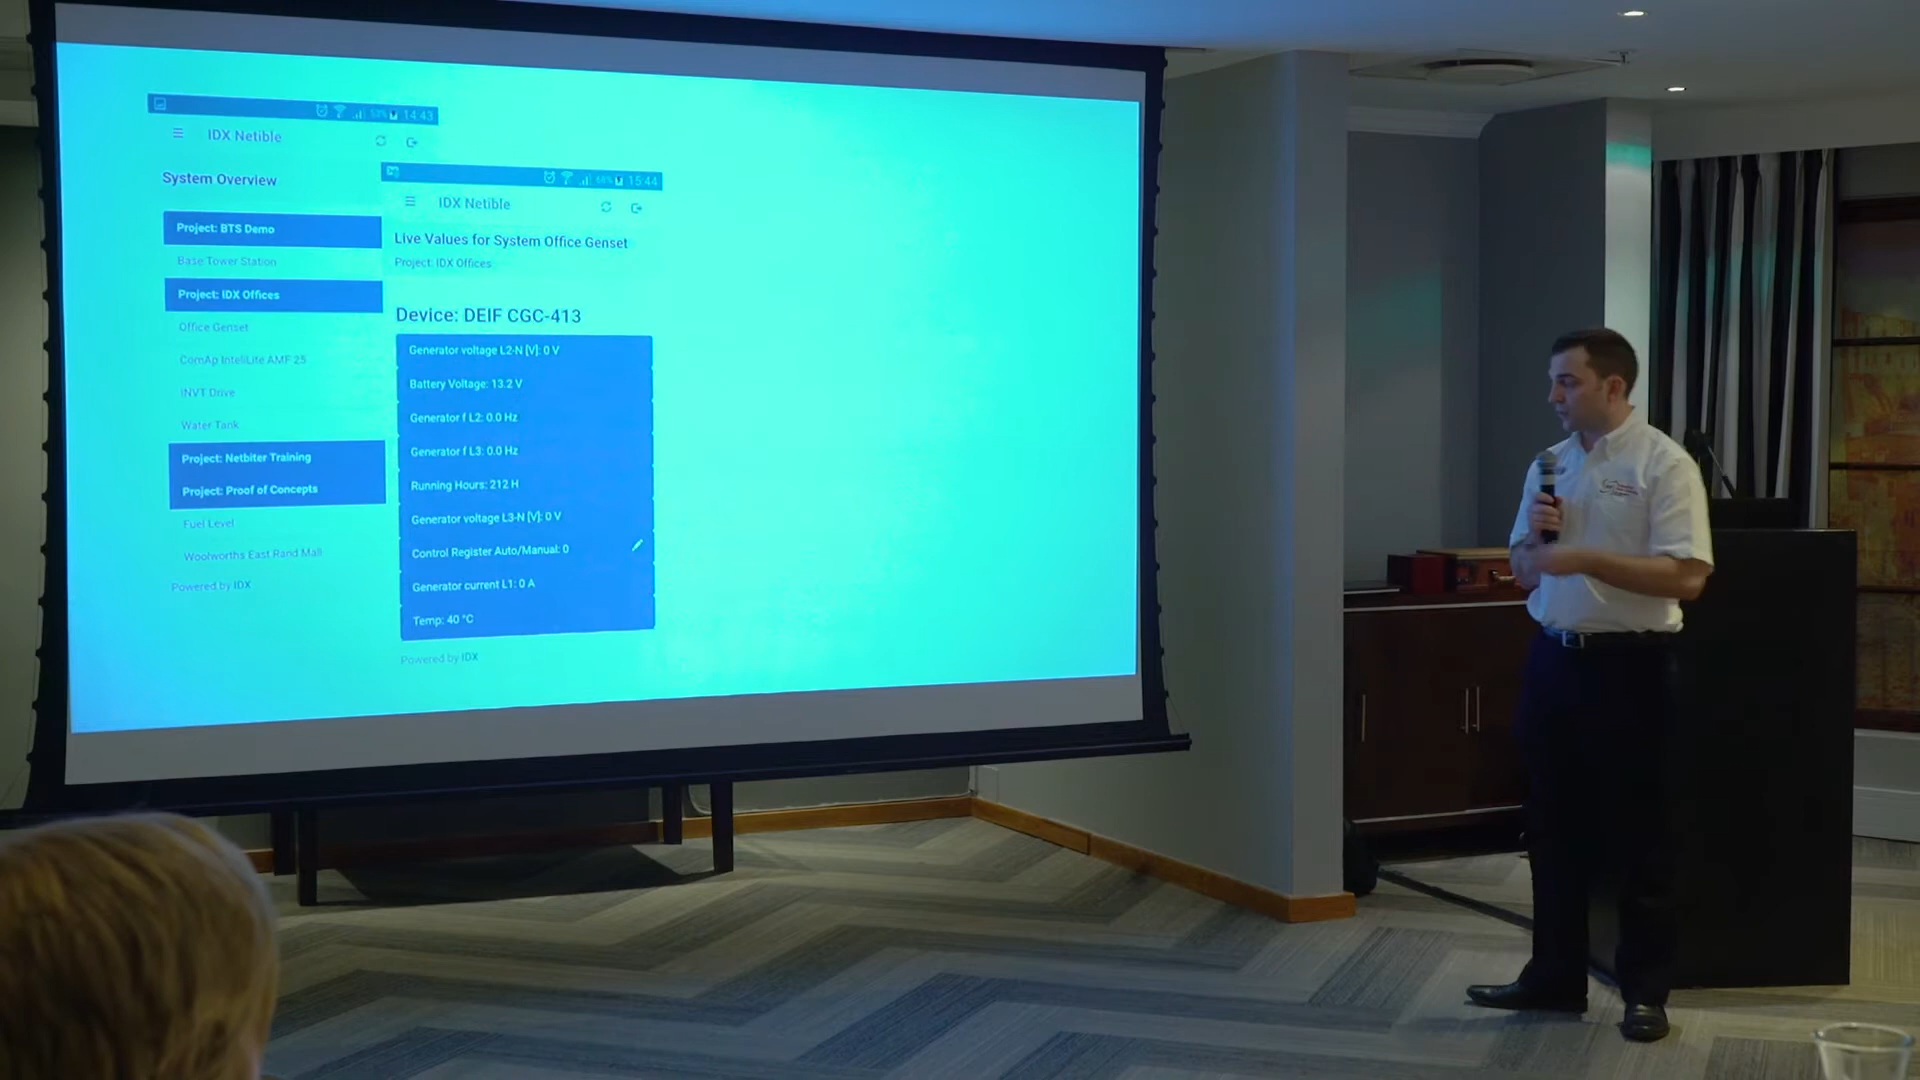 53% 14:43
IDX Netible
System Overview
Project: BTS Demo
Base Tower Station
Project: IDX Offices
Office Genset
ComAp InteliLite AMF 25
INVT Drive
Water Tank
Project: Netbiter Training
Project: Proof of Concepts
Fuel Level
Woolworths East Rand Mall
Powered by IDX
68% 15:44
IDX Netible
Live Values for System Office Genset
Project: IDX Offices
Device: DEIF CGC-413
Generator voltage L2-N [V]: 0 V
Battery Voltage: 13.2 V
Generator f L2: 0.0 Hz
Generator f L3: 0.0 Hz
Running Hours: 212 H
Generator voltage L3-N [V]: 0 V
Control Register Auto/Manual: 0
Generator current L1: 0 A
Temp: 40 °C
Powered by IDX